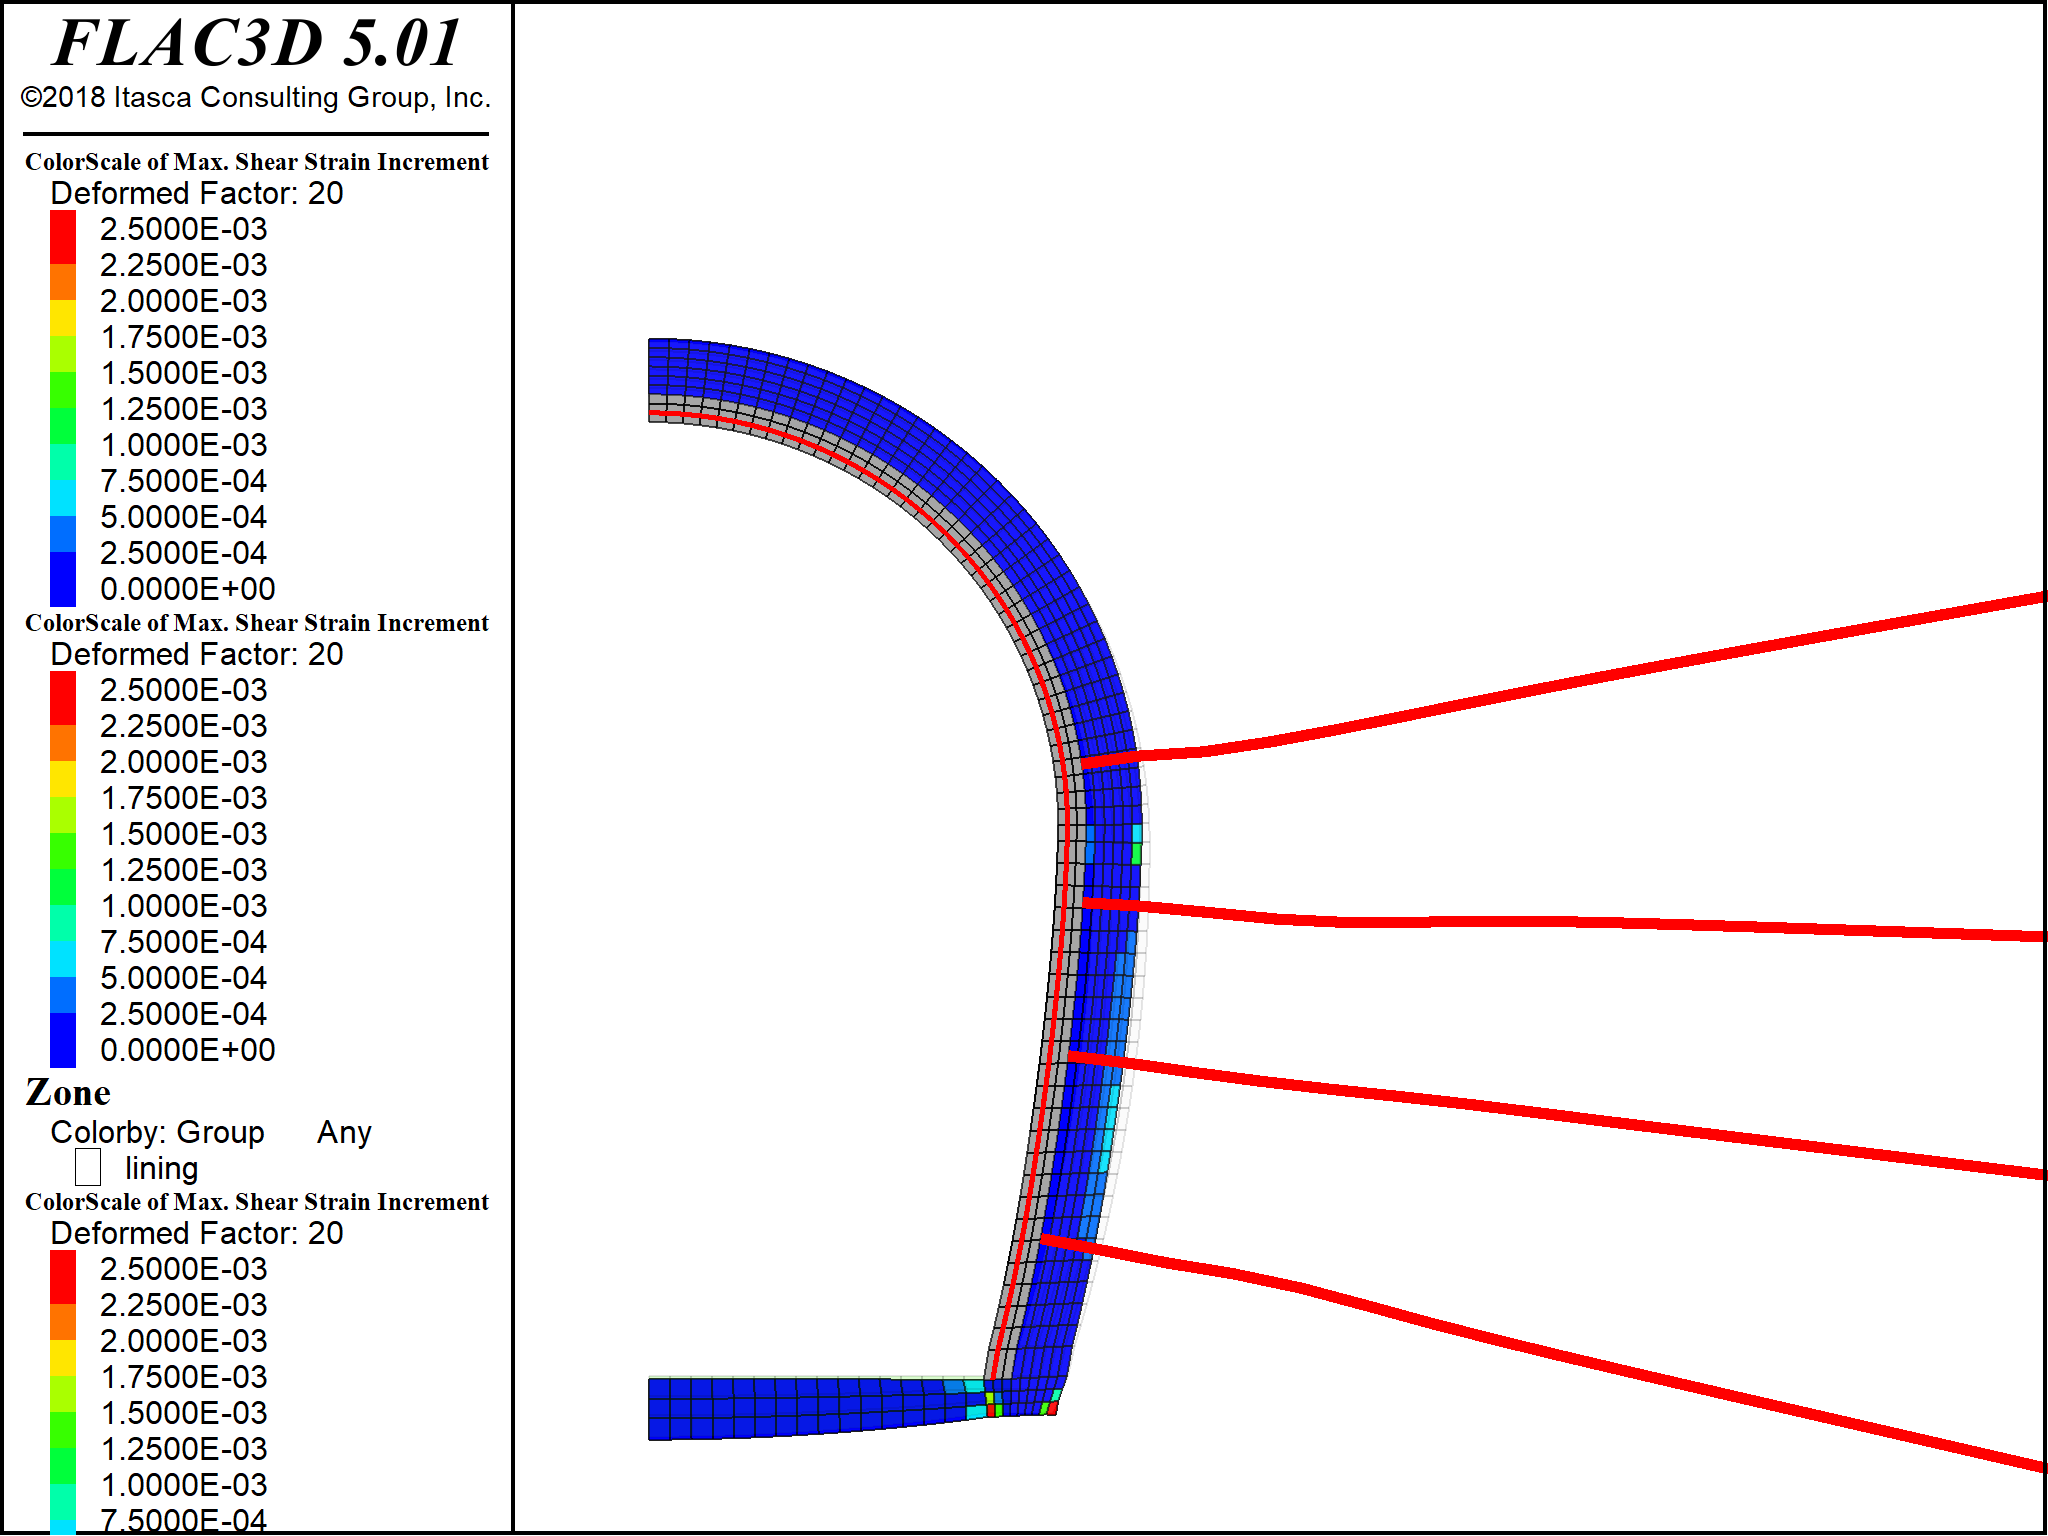 FLAC3D 5.01
©2018 Itasca Consulting Group, Inc.
ColorScale of Max. Shear Strain Increment
Deformed Factor: 20
2.5000E-03
2.2500E-03
2.0000E-03
1.7500E-03
1.5000E-03
1.2500E-03
1.0000E-03
7.5000E-04
5.0000E-04
2.5000E-04
0.0000E+00
ColorScale of Max. Shear Strain Increment
Deformed Factor: 20
2.5000E-03
2.2500E-03
2.0000E-03
1.7500E-03
1.5000E-03
1.2500E-03
1.0000E-03
7.5000E-04
5.0000E-04
2.5000E-04
0.0000E+00
Zone
Colorby: Group Any
lining
ColorScale of Max. Shear Strain Increment
Deformed Factor: 20
2.5000E-03
2.2500E-03
2.0000E-03
1.7500E-03
1.5000E-03
1.2500E-03
1.0000E-03
7.5000E-04